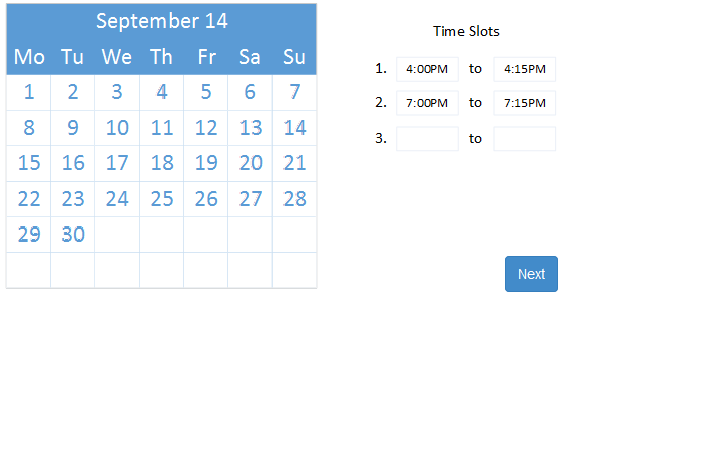 September 14
Mo Tu We Th Fr Sa Su
1 2 3 4 5 6 7
8 9 10 11 12 13 14
15 16 17 18 19 20 21
22 23 24 25 26 27 28
29 30
Time Slots
1. 4:00PM to 4:15PM
2. 7:00PM to 7:15PM
3. to
Next